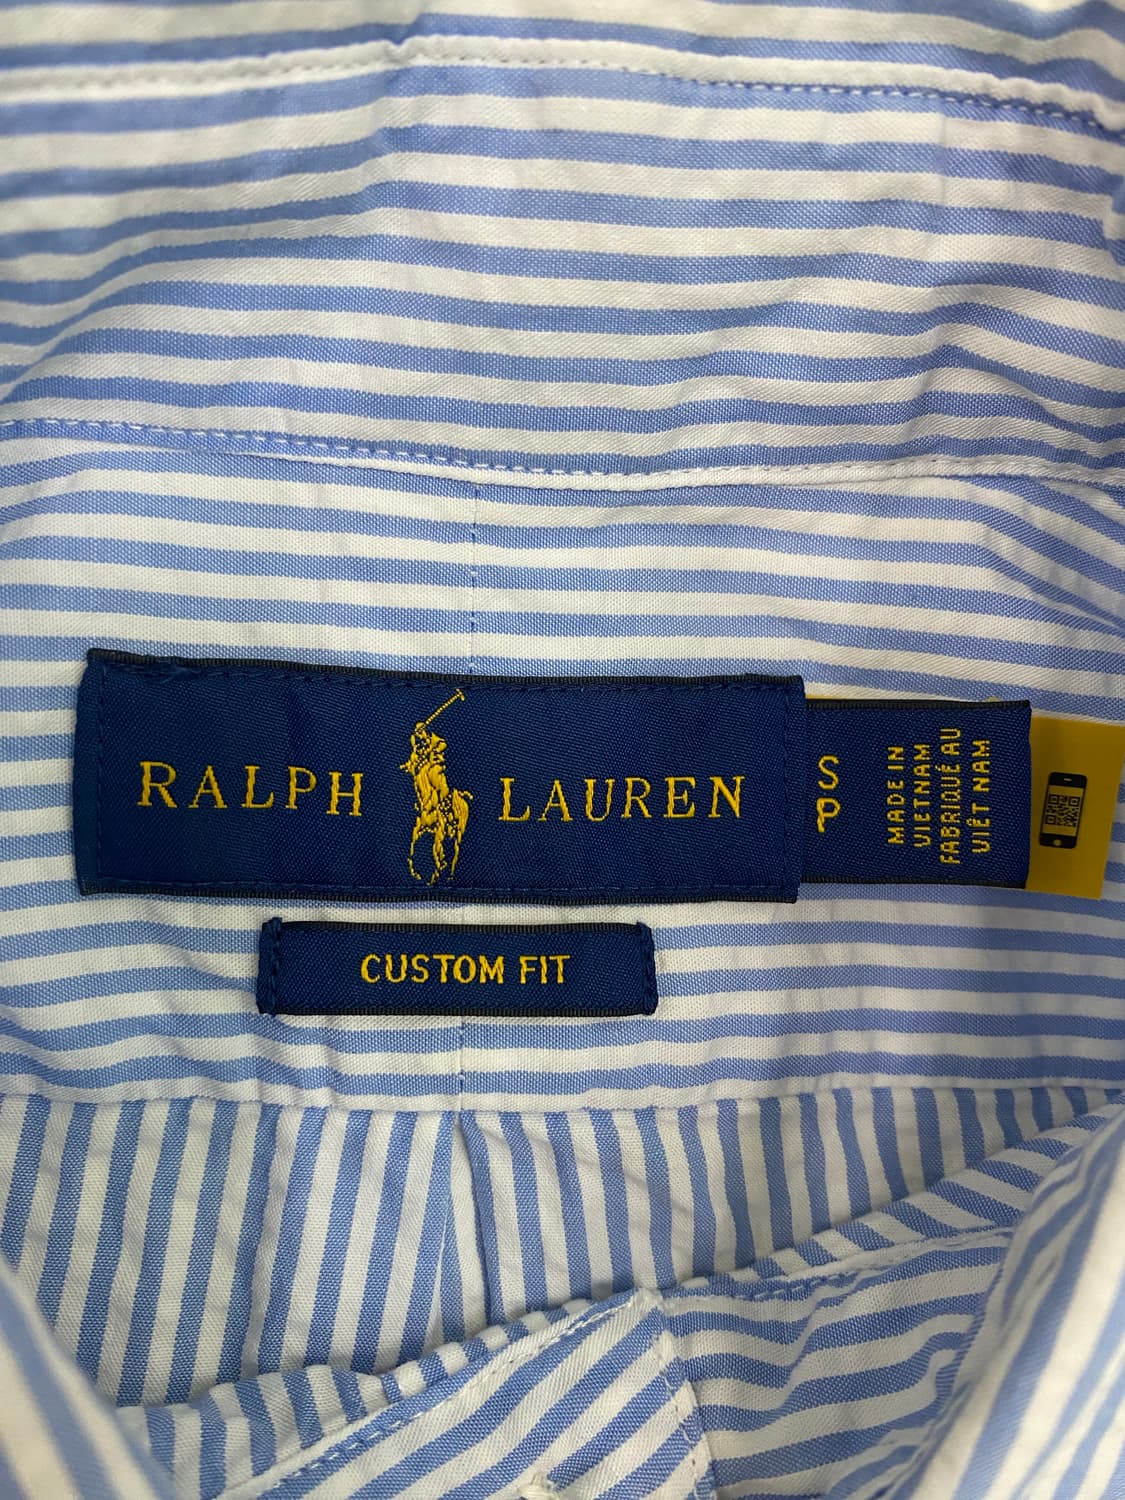 RALPH LAUREN
S
P
MADE IN
VIETNAM
FABRIQUÉ AU
VIÊT NAM
CUSTOM FIT